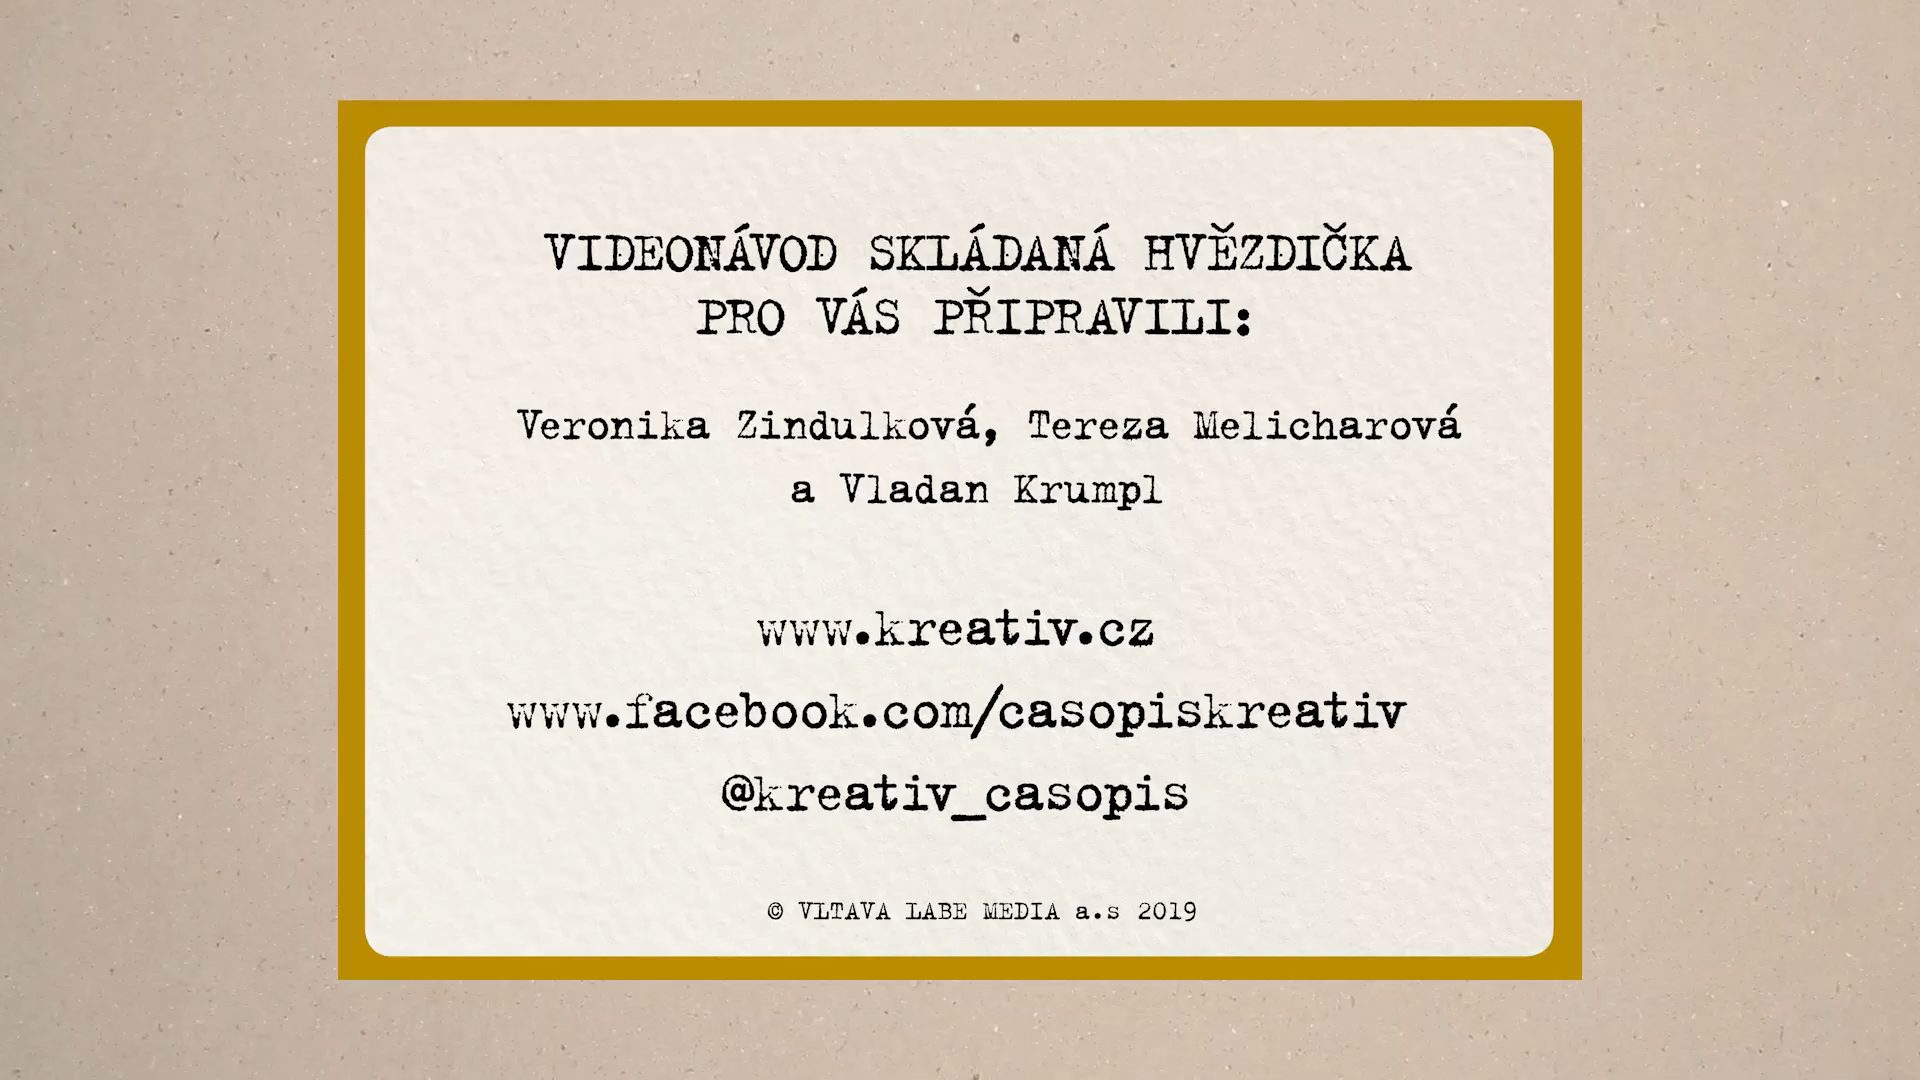 VIDEONÁVOD SKLÁDANÁ HVĚZDIČKA
PRO VÁS PŘIPRAVILI:
Veronika Zindulková, Tereza Melicharová
a Vladan Krumpl
www.kreativ.cz
www.facebook.com/casopiskreativ
@kreativ_casopis
© VLTAVA LABE MEDIA a.s 2019